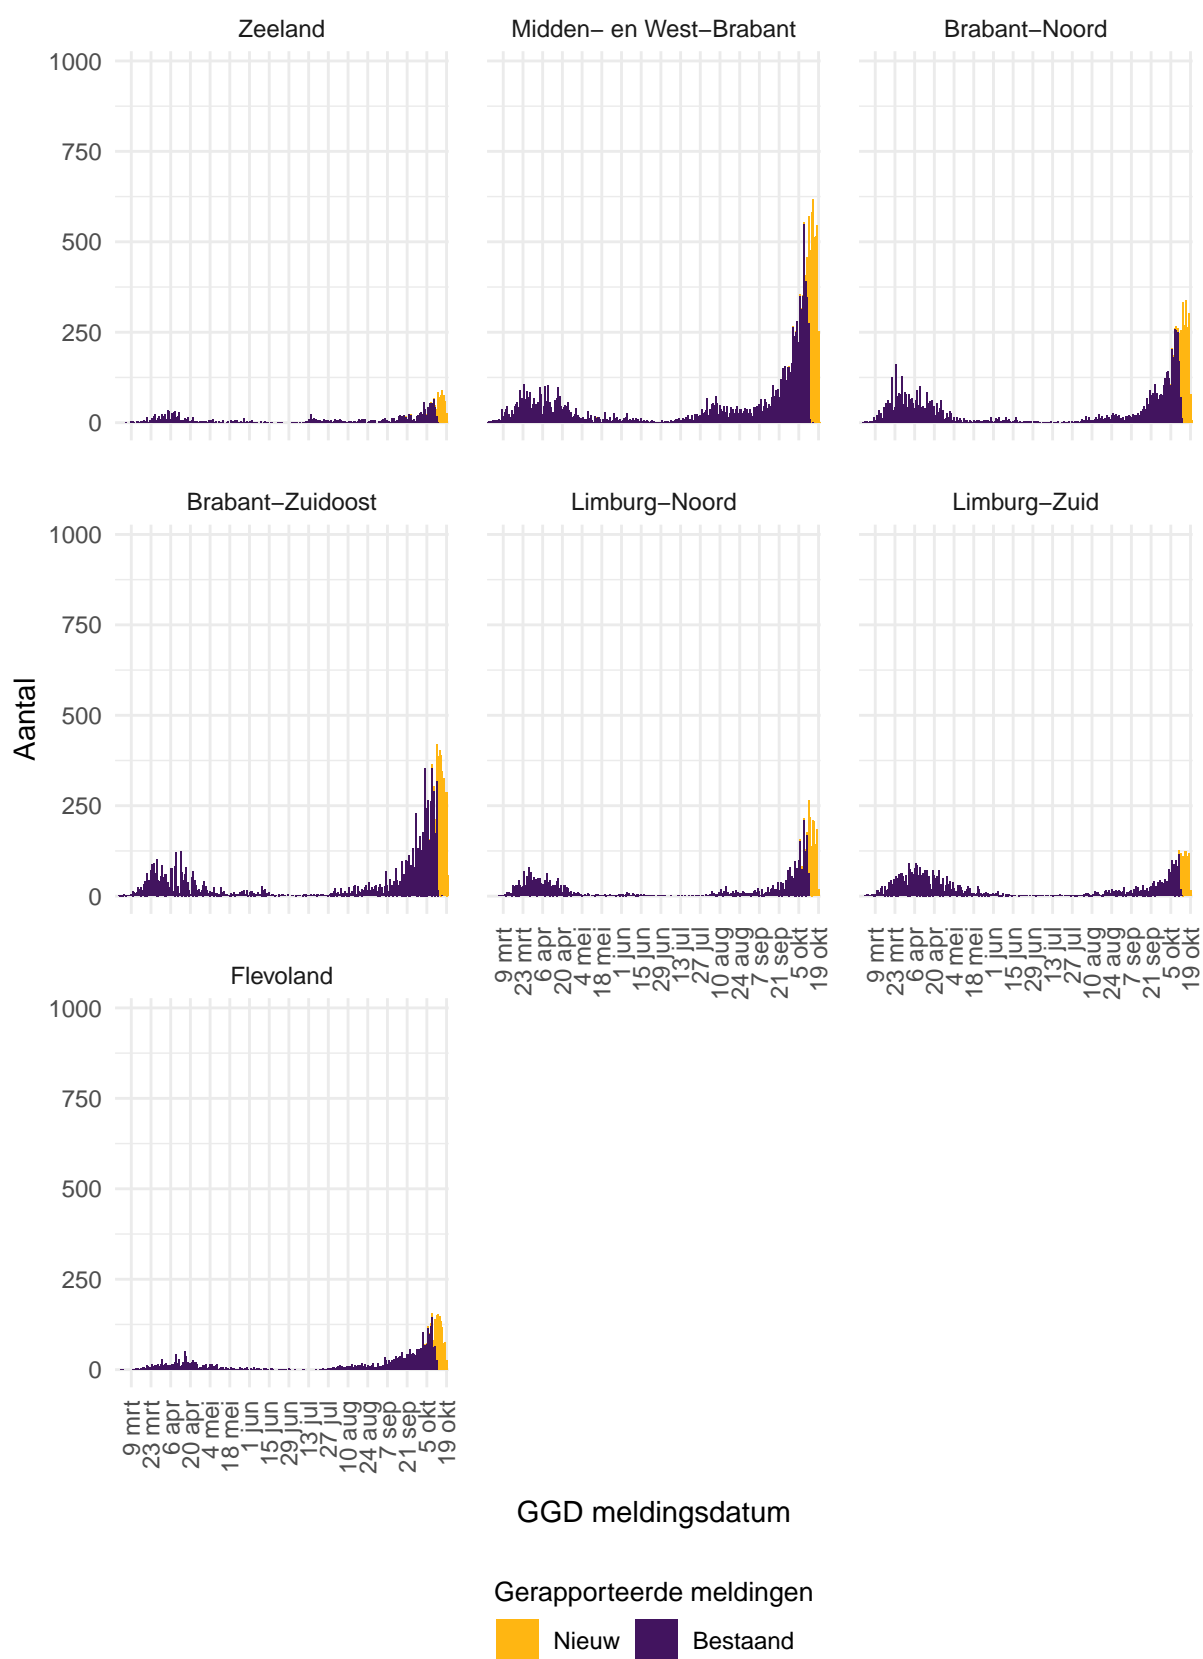 Zeeland
Midden− en West−Brabant
Brabant−Noord
1000
750
500
250
0
Brabant−Zuidoost
Limburg−Noord
Limburg−Zuid
1000
750
500
250
0
9 mrt
23 mrt
6 apr
20 apr
4 mei
18 mei
1 jun
15 jun
29 jun
13 jul
27 jul
10 aug
24 aug
7 sep
21 sep
5 okt
19 okt
9 mrt
23 mrt
6 apr
20 apr
4 mei
18 mei
1 jun
15 jun
29 jun
13 jul
27 jul
10 aug
24 aug
7 sep
21 sep
5 okt
19 okt
Flevoland
1000
750
500
250
0
9 mrt
23 mrt
6 apr
20 apr
4 mei
18 mei
1 jun
15 jun
29 jun
13 jul
27 jul
10 aug
24 aug
7 sep
21 sep
5 okt
19 okt
Aantal
GGD meldingsdatum
Gerapporteerde meldingen
Nieuw
Bestaand